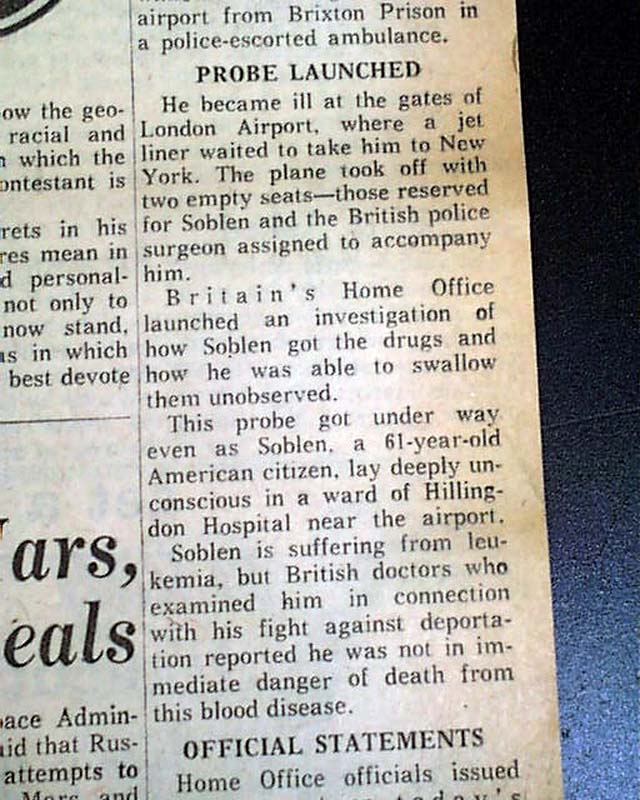 ow the geo-
racial and
which the
ontestant is
rets in his
res mean in
d personal-
not only to
now stand,
as in which
best devote
ars,
eals
pace Admin-
aid that Rus-
attempts to
Mars and
airport from Brixton Prison in
a police-escorted ambulance.
PROBE LAUNCHED
He became ill at the gates of
London Airport, where a jet
liner waited to take him to New
York. The plane took off with
two empty seats—those reserved
for Soblen and the British police
surgeon assigned to accompany
him.
Britain's Home Office
launched an investigation of
how Soblen got the drugs and
how he was able to swallow
them unobserved.
This probe got under way
even as Soblen, a 61-year-old
American citizen, lay deeply un-
conscious in a ward of Hilling-
don Hospital near the airport.
Soblen is suffering from leu-
kemia, but British doctors who
examined him in connection
with his fight against deporta-
tion reported he was not in im-
mediate danger of death from
this blood disease.
OFFICIAL STATEMENTS
Home Office officials issued
today's